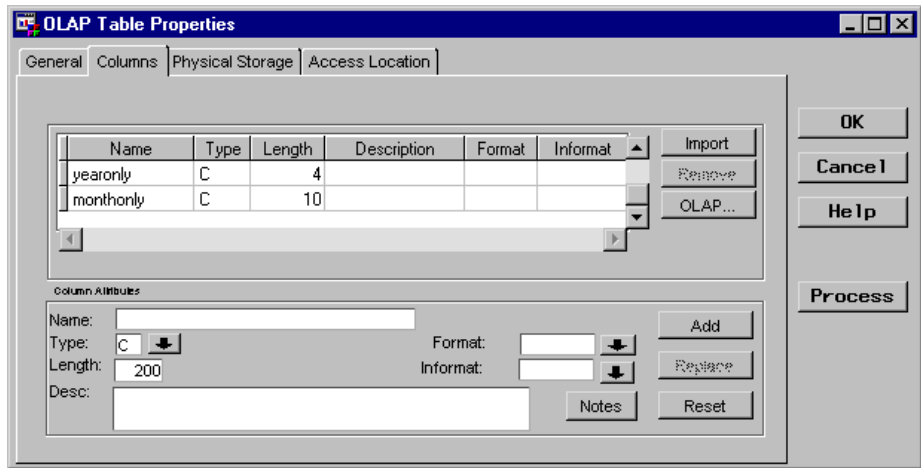 OLAP Table Properties
General Columns Physical Storage Access Location
Name Type Length Description Format Informat
yearonly C 4
monthonly C 10
Import
Remove
OLAP...
OK
Cancel
Help
Process
Column Attributes
Name:
Type: C
Length: 200
Desc:
Format:
Informat:
Notes
Add
Replace
Reset